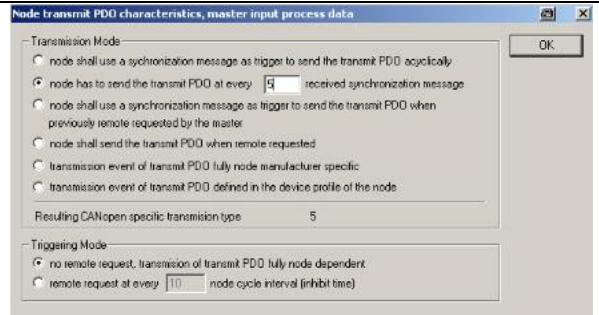 Node transmit PDO characteristics, master input process data
Transmission Mode
OK
node shall use a sychronization message as trigger to send the transmit PDO acyclically
node has to send the transmit PDO at every 5 received synchronization message
node shall use a synchronization message as trigger to send the transmit PDO when
previously remote requested by the master
node shall send the transmit PDO when remote requested
transmission event of transmit PDO fully node manufacturer specific
transmission event of transmit PDO defined in the device profile of the node
Resulting CANopen specific transmision type 5
Triggering Mode
no remote request, transmision of transmit PDO fully node dependent
remote request at every 10 node cycle interval (inhibit time)